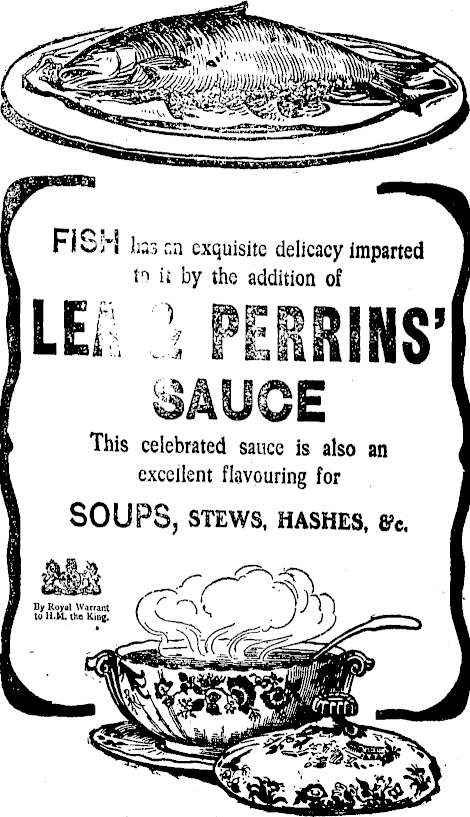 FISH has an exquisite delicacy imparted
to it by the addition of
LEA & PERRINS'
SAUCE
This celebrated sauce is also an
excellent flavouring for
SOUPS, STEWS, HASHES, &c.
By Royal Warrant
to H.M. the King.